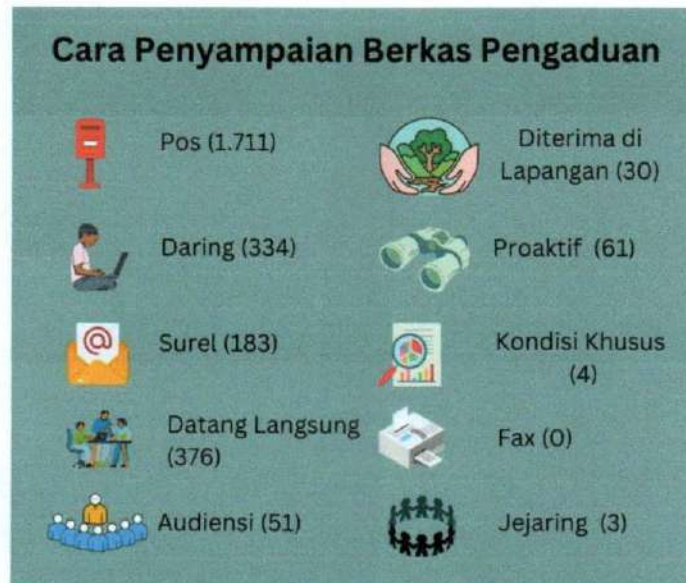 Cara Penyampaian Berkas Pengaduan
Pos (1.711)
Daring (334)
Surel (183)
Datang Langsung
(376)
Audiensi (51)
Diterima di
Lapangan (30)
Proaktif (61)
Kondisi Khusus
(4)
Fax (0)
Jejaring (3)